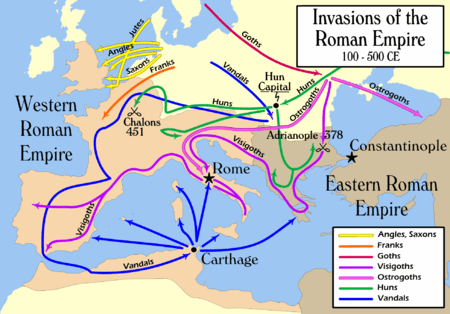 Invasions of the
Roman Empire
100 - 500 CE
Jutes
Angles
Saxons
Franks
Goths
Vandals
Huns
Hun
Capital
Huns
Ostrogoths
Ostrogoths
Chalons
451
Western
Roman
Empire
Adrianople 378
Visigoths
Constantinople
Rome
Eastern Roman
Empire
Visigoths
Vandals
Carthage
Angles, Saxons
Franks
Goths
Visigoths
Ostrogoths
Huns
Vandals